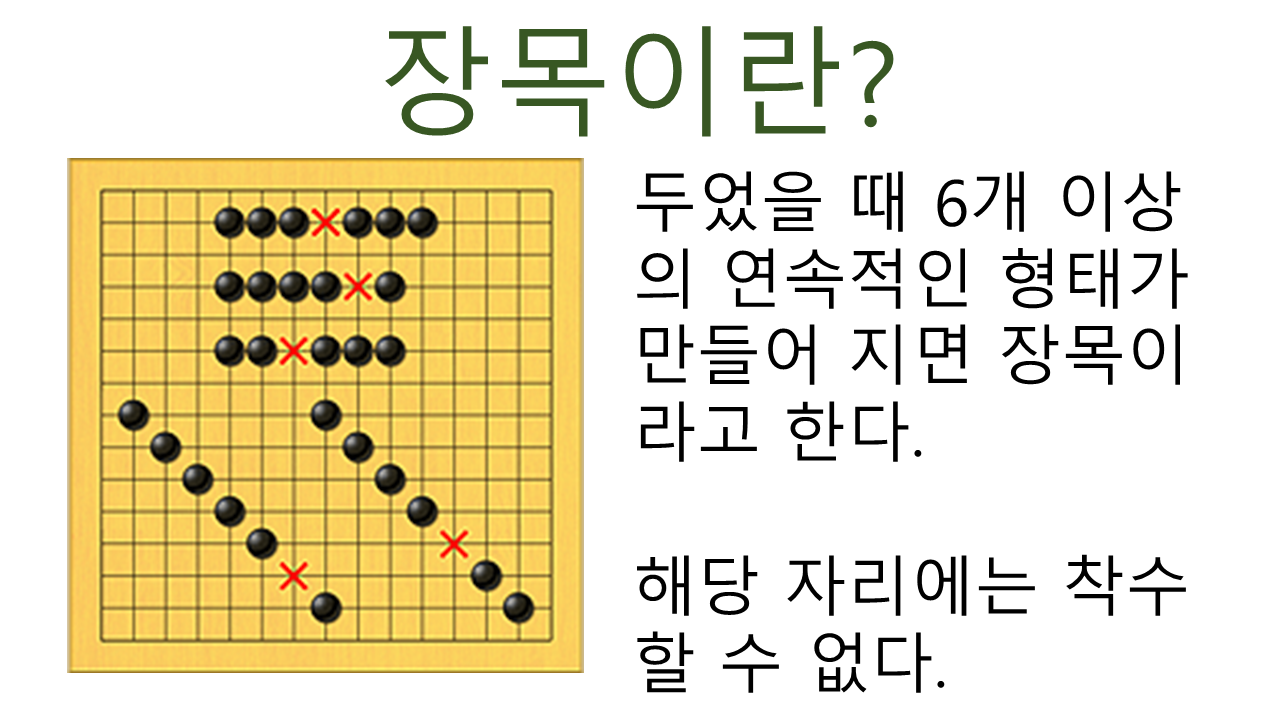 장목이란?
두었을 때 6개 이상
의 연속적인 형태가
만들어 지면 장목이
라고 한다.
해당 자리에는 착수
할 수 없다.